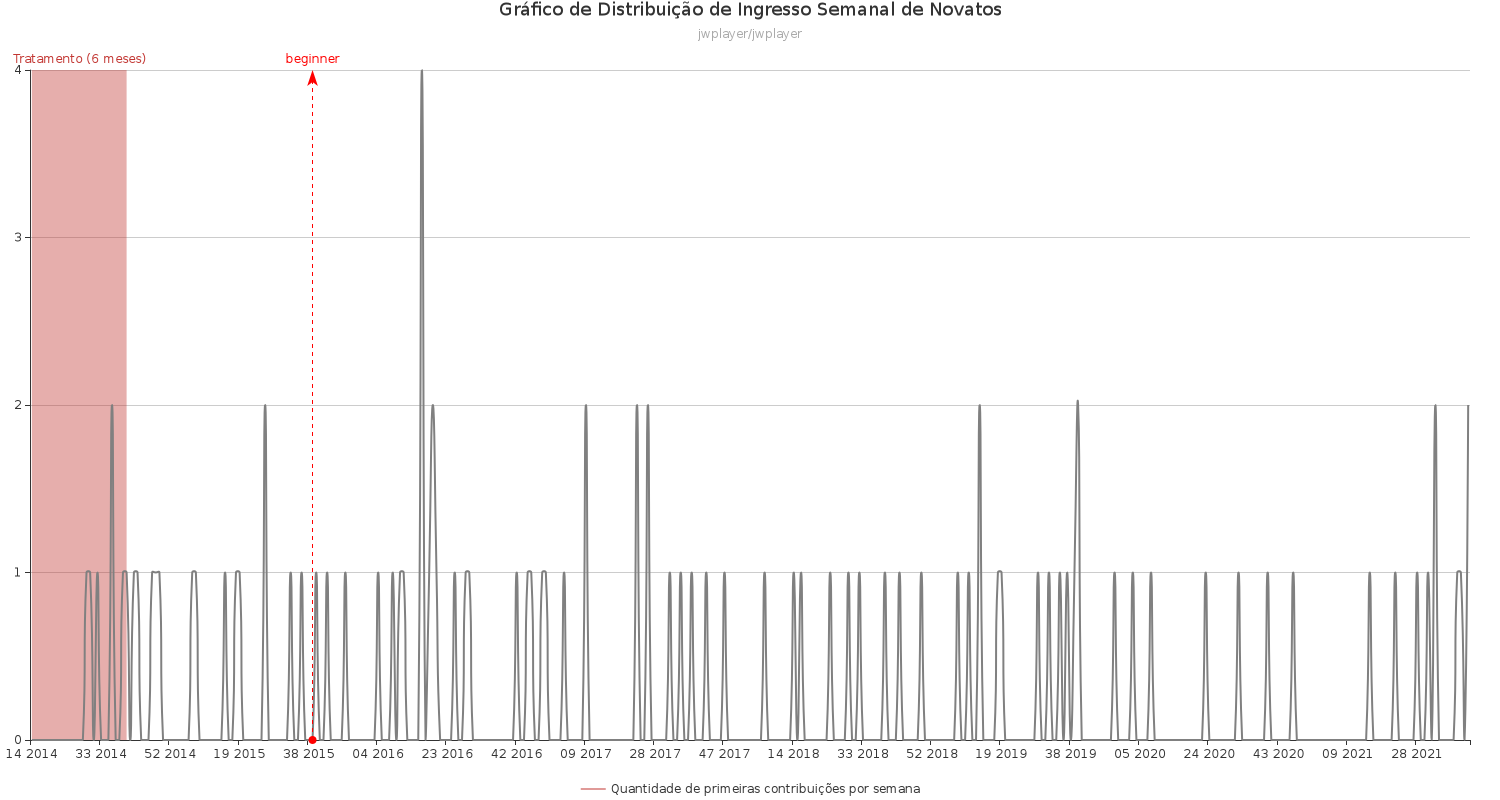 Gráfico de Distribuição de Ingresso Semanal de Novatos
jwplayer/jwplayer
Tratamento (6 meses)
beginner
4
3
2
1
0
14 2014 33 2014 52 2014 19 2015 38 2015 04 2016 23 2016 42 2016 09 2017 28 2017 47 2017 14 2018 33 2018 52 2018 19 2019 38 2019 05 2020 24 2020 43 2020 09 2021 28 2021
Quantidade de primeiras contribuições por semana